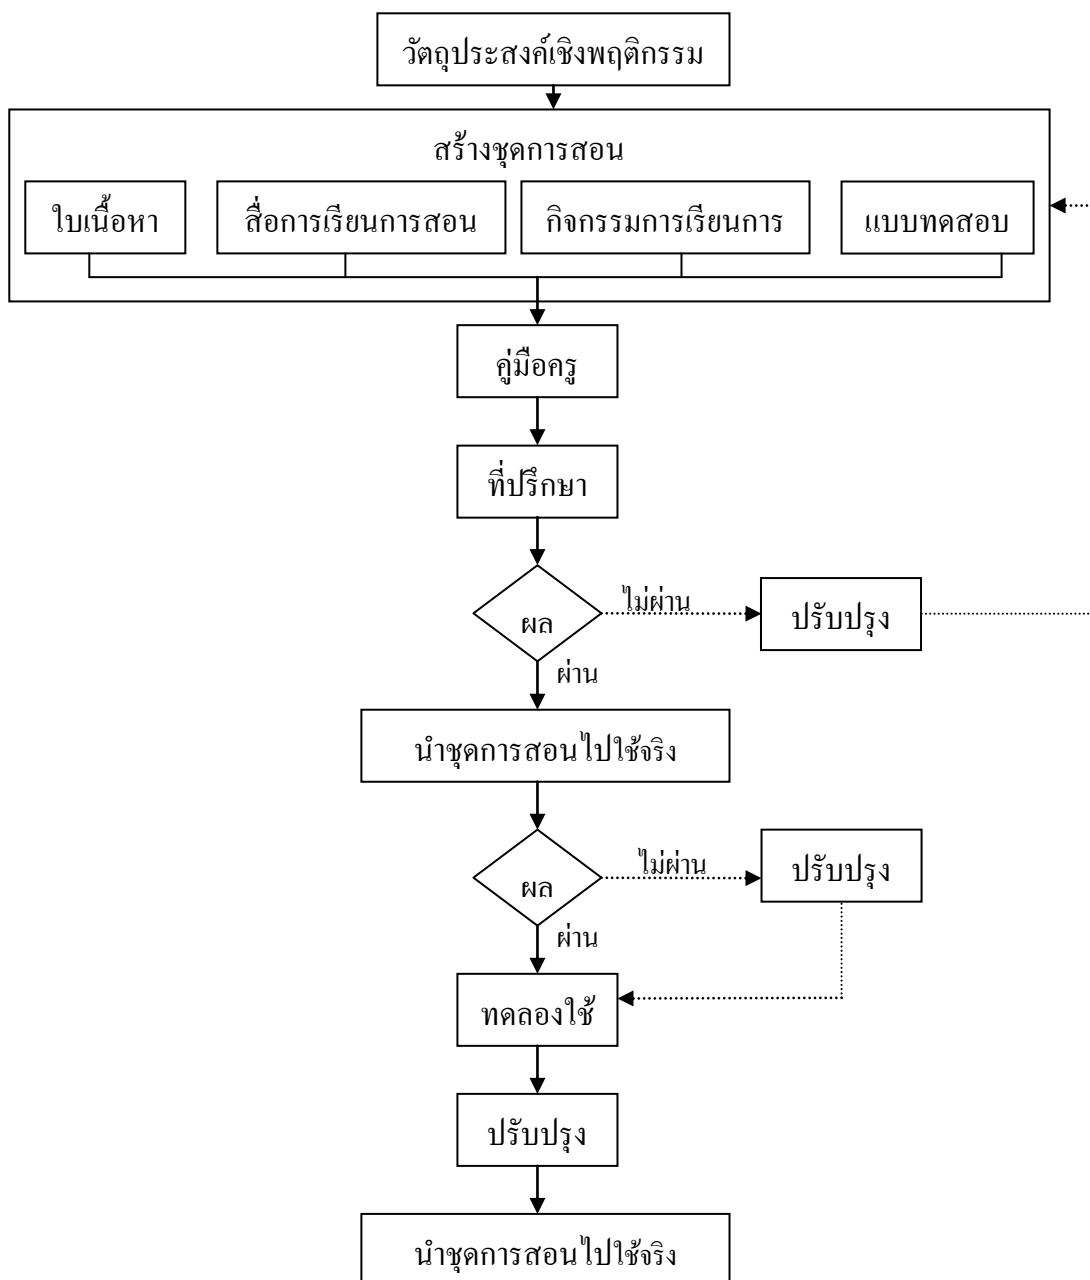 วัตถุประสงค์เชิงพฤติกรรม
สร้างชุดการสอน
ใบเนื้อหา
สื่อการเรียนการสอน
กิจกรรมการเรียนการ
แบบทดสอบ
คู่มือครู
ที่ปรึกษา
ผล
ไม่ผ่าน
ปรับปรุง
ผ่าน
นำชุดการสอนไปใช้จริง
ผล
ไม่ผ่าน
ปรับปรุง
ผ่าน
ทดลองใช้
ปรับปรุง
นำชุดการสอนไปใช้จริง